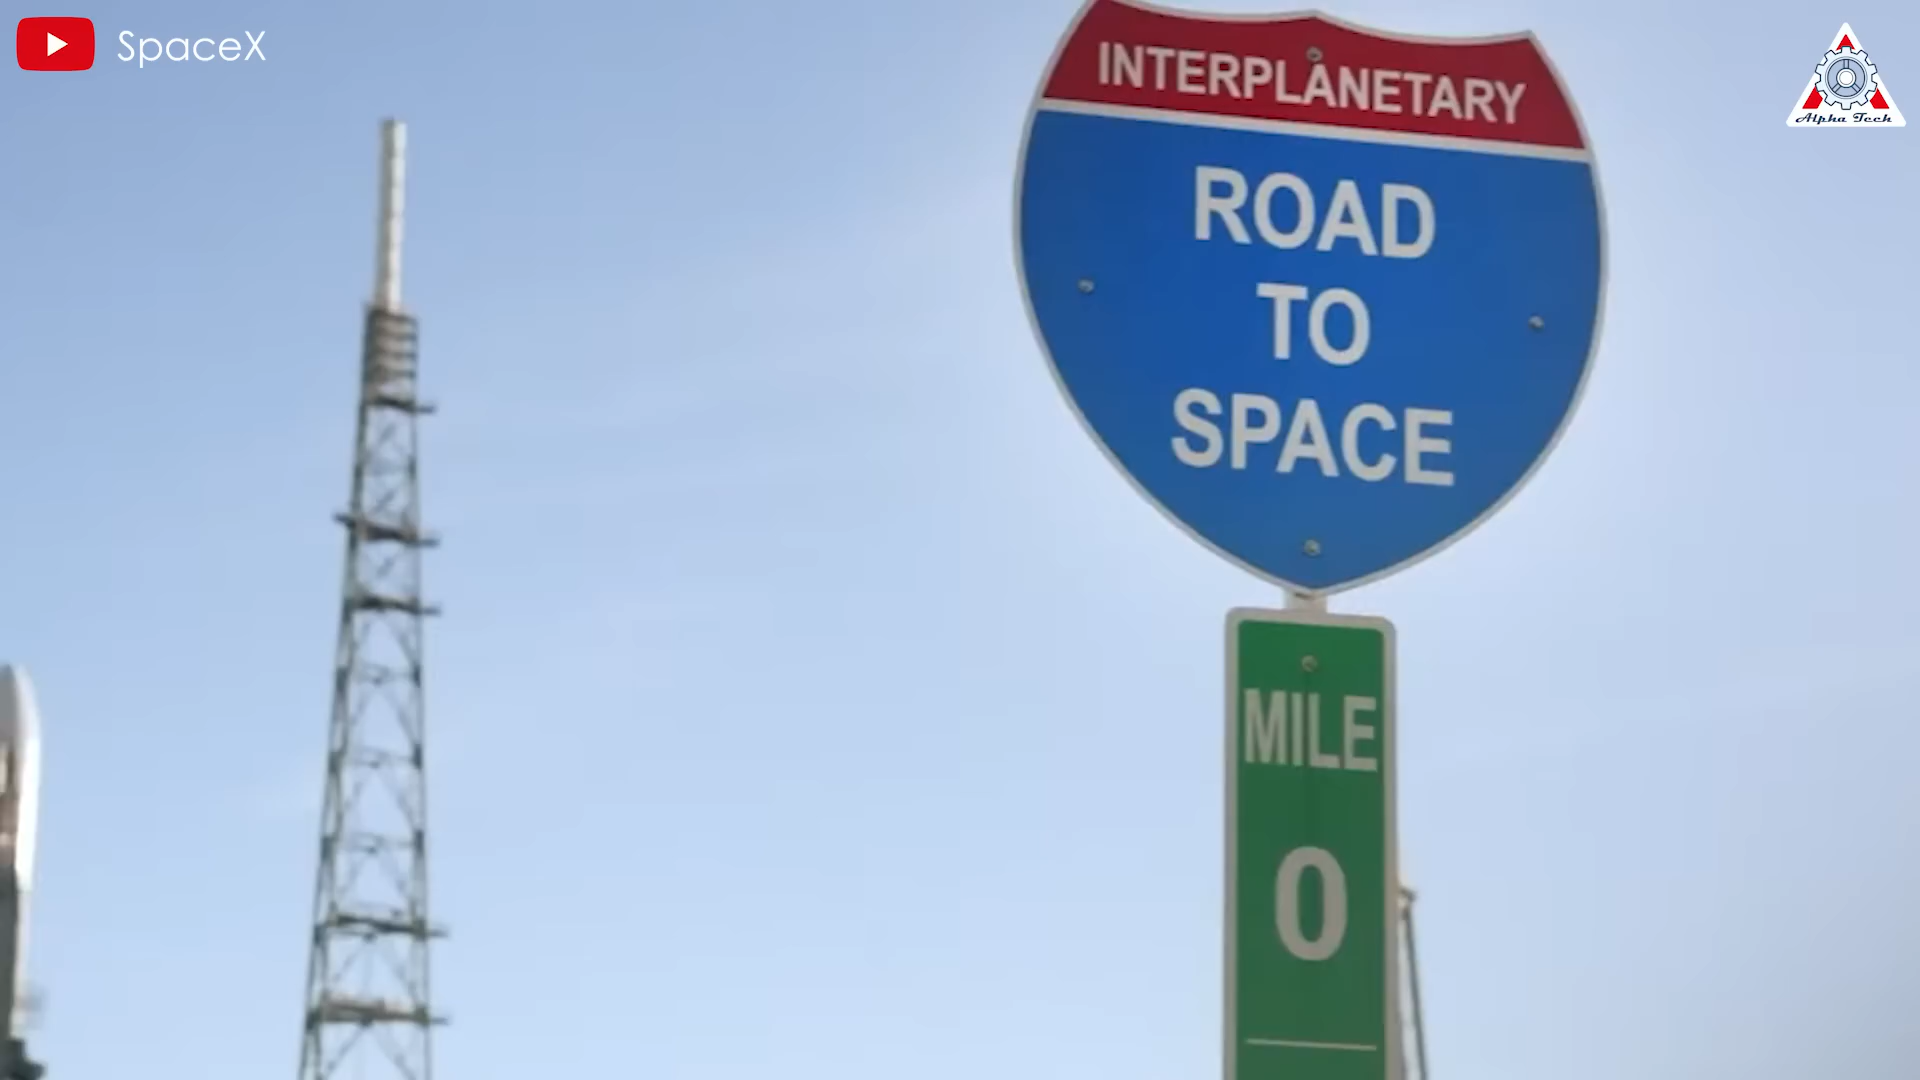 SpaceX
Alpha Tech
INTERPLANETARY
ROAD
TO
SPACE
MILE
0